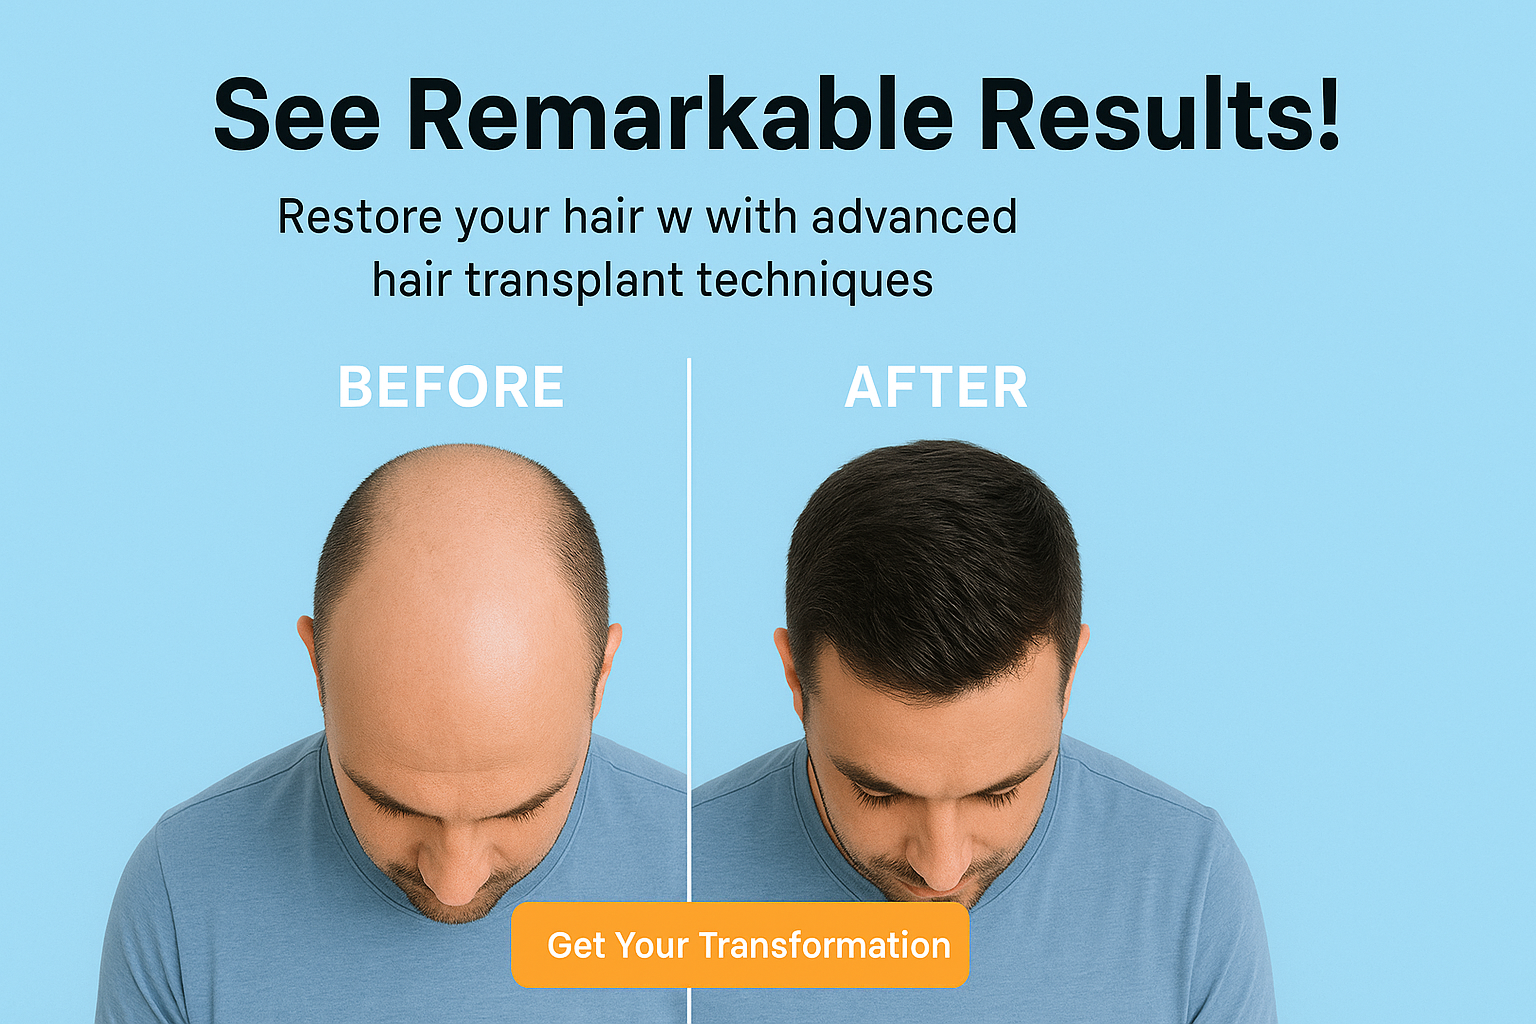 See Remarkable Results!
Restore your hair w with advanced
hair transplant techniques
BEFORE
AFTER
Get Your Transformation